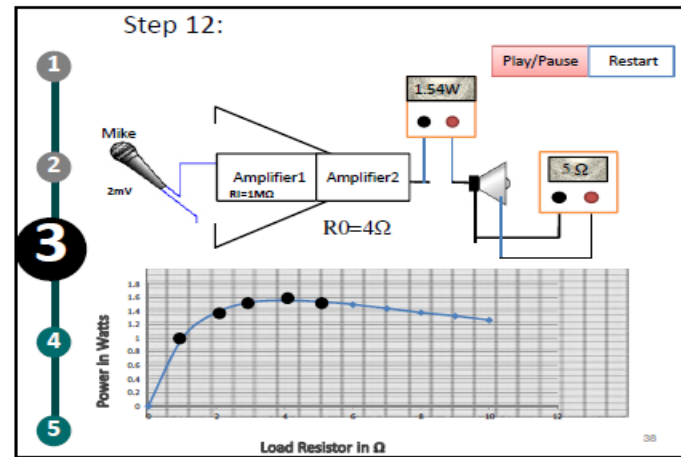 Step 12:
Play/Pause
Restart
1
2
3
4
5
1.54W
Mike
2mV
Amplifier1
RI=1MΩ
Amplifier2
5 Ω
R0=4Ω
Power in Watts
1.8
1.6
1.4
1.2
1
0.8
0.6
0.4
0.2
0
0
2
4
6
8
10
12
Load Resistor in Ω
38